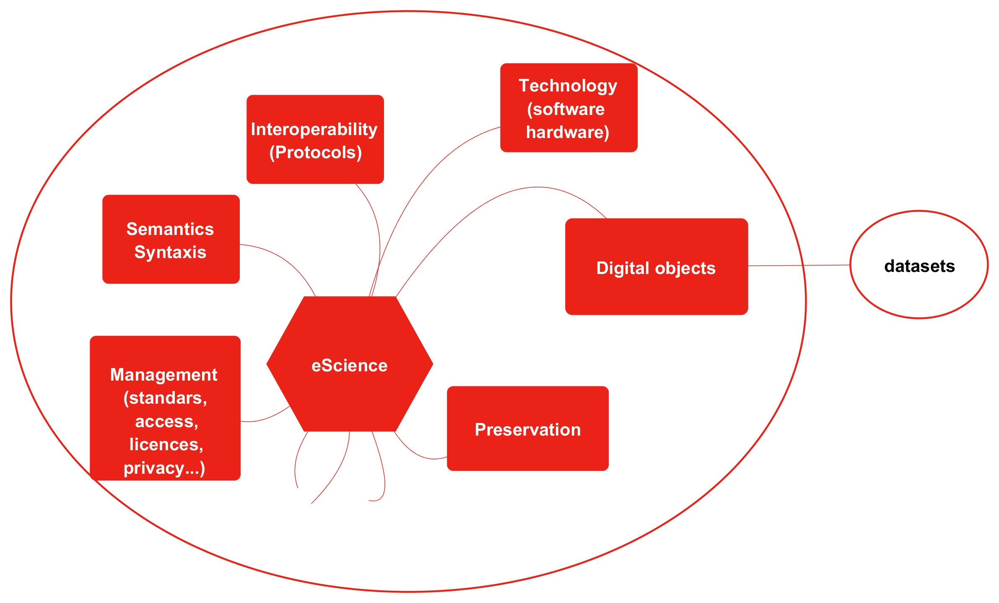 Technology
(software
hardware)
Interoperability
(Protocols)
Semantics
Syntaxis
Digital objects
datasets
eScience
Management
(standars,
access,
licences,
privacy...)
Preservation